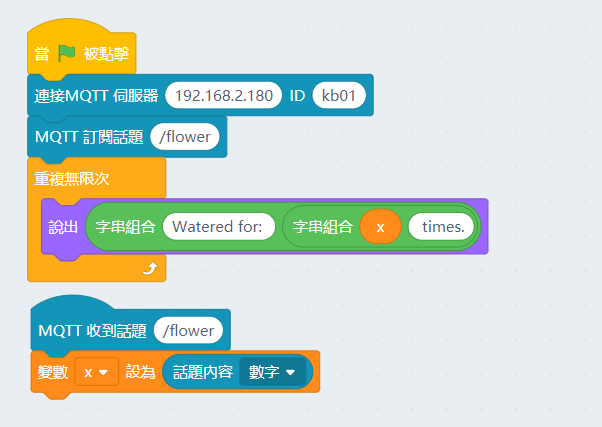 當 被點擊
連接MQTT 伺服器 192.168.2.180 ID kb01
MQTT 訂閱話題 /flower
重複無限次
說出 字串組合 Watered for: 字串組合 x times.
MQTT 收到話題 /flower
變數 x 設為 話題內容 數字